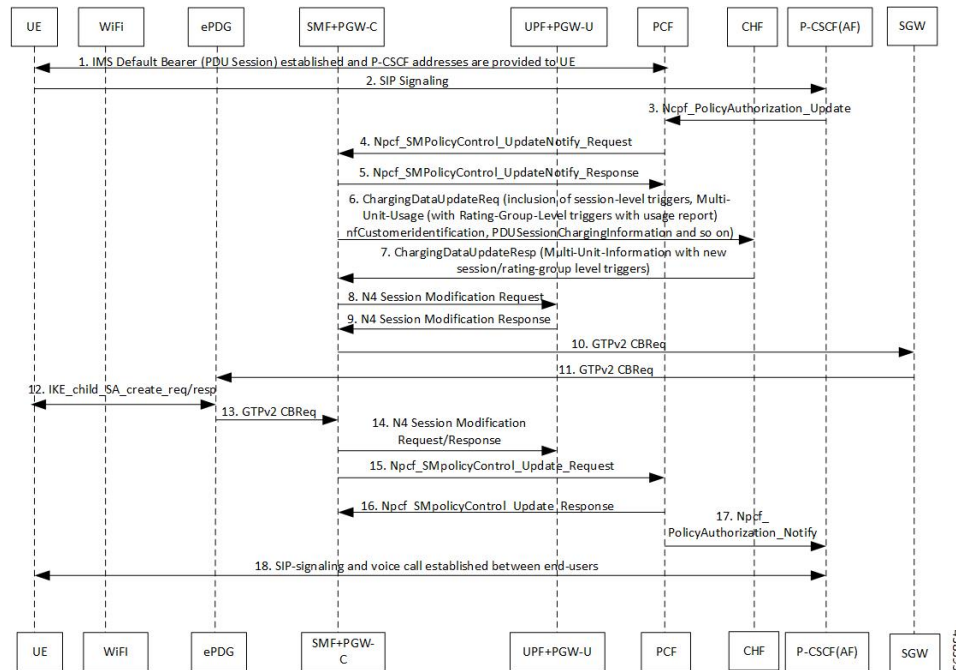 UE
WiFi
ePDG
SMF+PGW-C
UPF+PGW-U
PCF
CHF
P-CSCF(AF)
SGW
1. IMS Default Bearer (PDU Session) established and P-CSCF addresses are provided to UE
2. SIP Signaling
3. Ncpf_PolicyAuthorization_Update
4. Npcf_SMPolicyControl_UpdateNotify_Request
5. Npcf_SMPolicyControl_UpdateNotify_Response
6. ChargingDataUpdateReq (inclusion of session-level triggers, Multi-
Unit-Usage (with Rating-Group-Level triggers with usage report)
nfCustomeridentification, PDUSessionChargingInformation and so on)
7. ChargingDataUpdateResp (Multi-Unit-Information with new
session/rating-group level triggers)
8. N4 Session Modification Request
9. N4 Session Modification Response
10. GTPv2 CBReq
11. GTPv2 CBReq
12. IKE_child_SA_create_req/resp
13. GTPv2 CBReq
14. N4 Session Modification
Request/Response
15. Npcf_SMpolicyControl_Update_Request
16. Npcf_SMpolicyControl_Update_Response
17. Npcf_
PolicyAuthorization_Notify
18. SIP-signaling and voice call established between end-users
UE
WiFI
ePDG
SMF+PGW-
C
UPF+PGW-U
PCF
CHF
P-CSCF(AF)
SGW